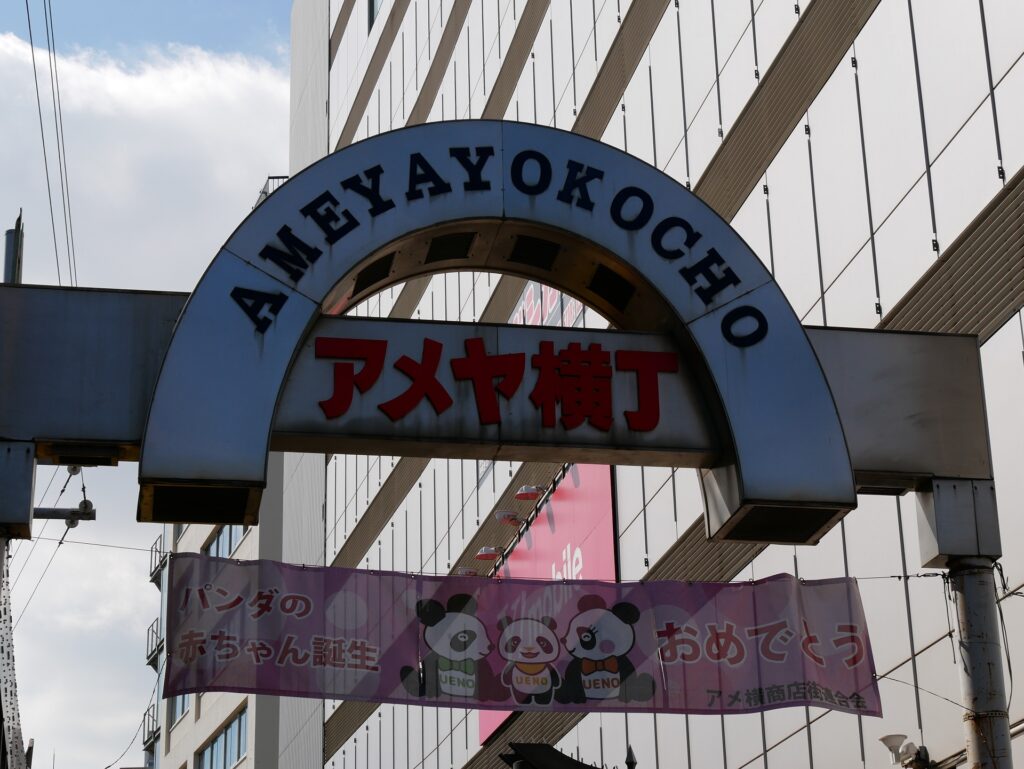 AMEYAYOKOCHO
アメヤ横丁
mobile
パンダの
赤ちゃん誕生
おめでとう
UENO
UENO
UENO
アメ横商店街連合会